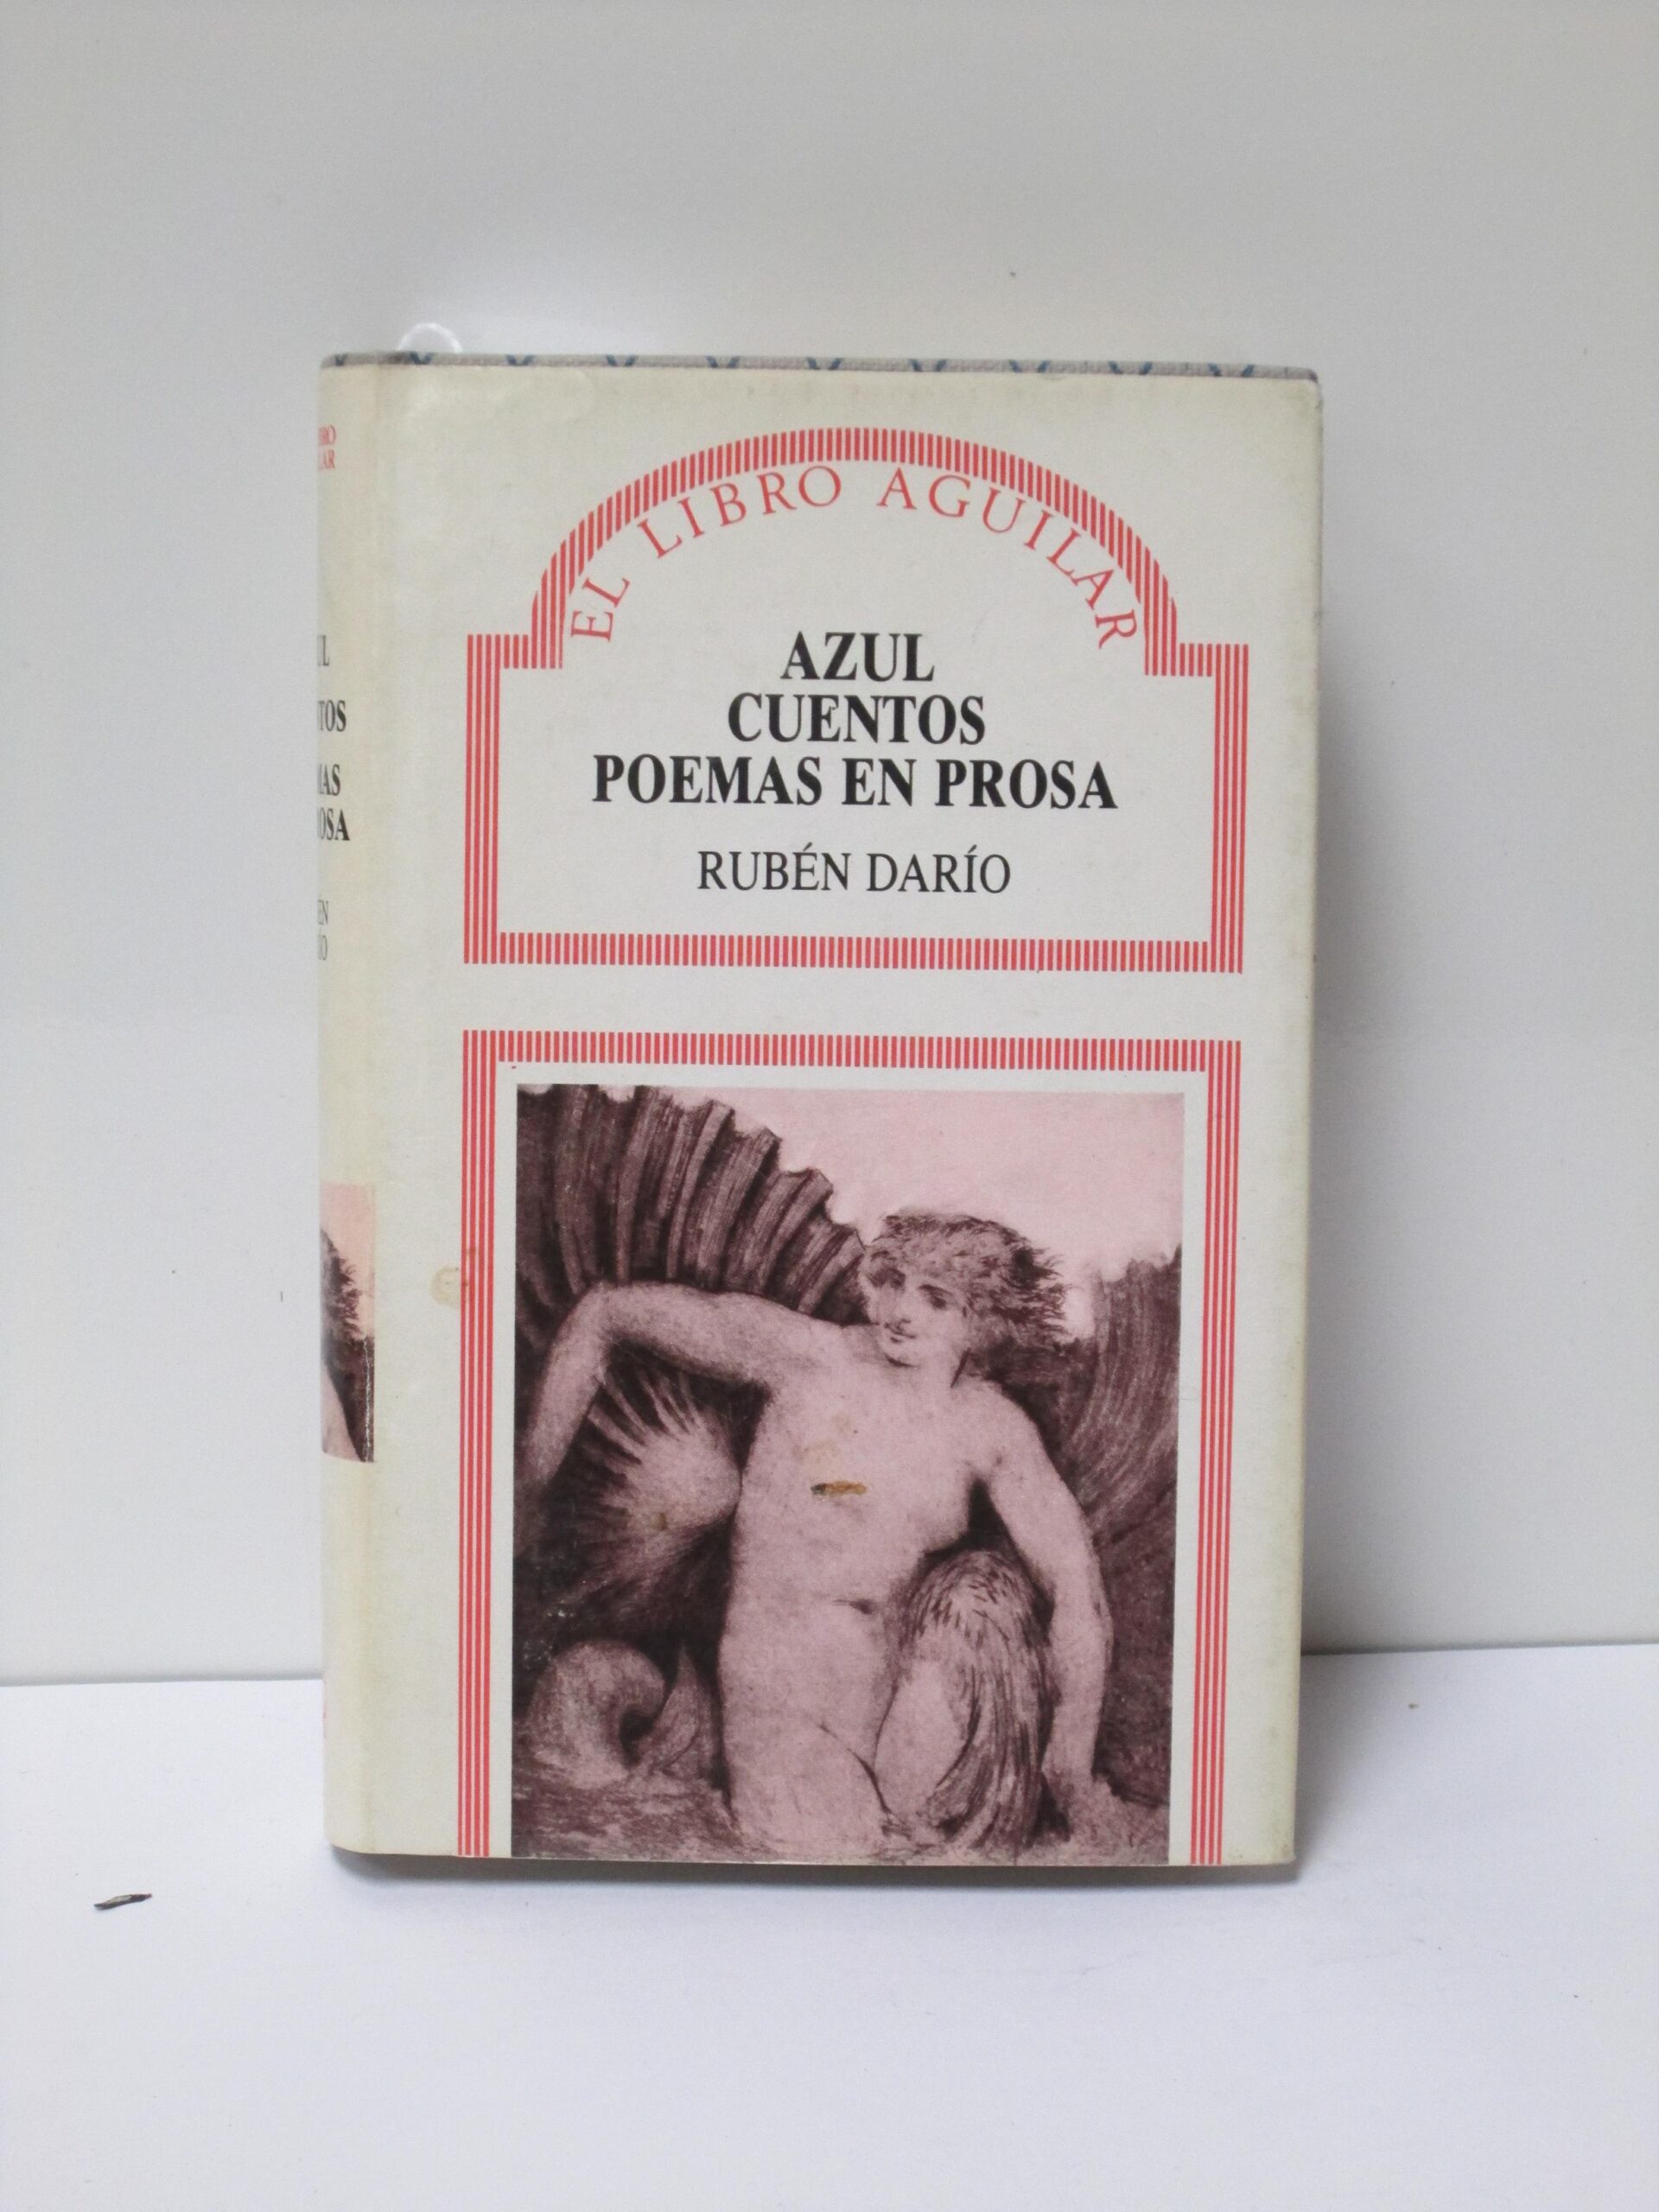 EL LIBRO AGUILAR
AZUL
CUENTOS
POEMAS EN PROSA
RUBÉN DARÍO